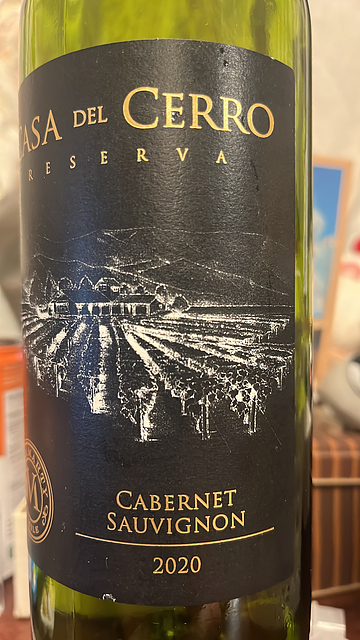 CASA DEL CERRO
RESERVA
CABERNET
SAUVIGNON
2020